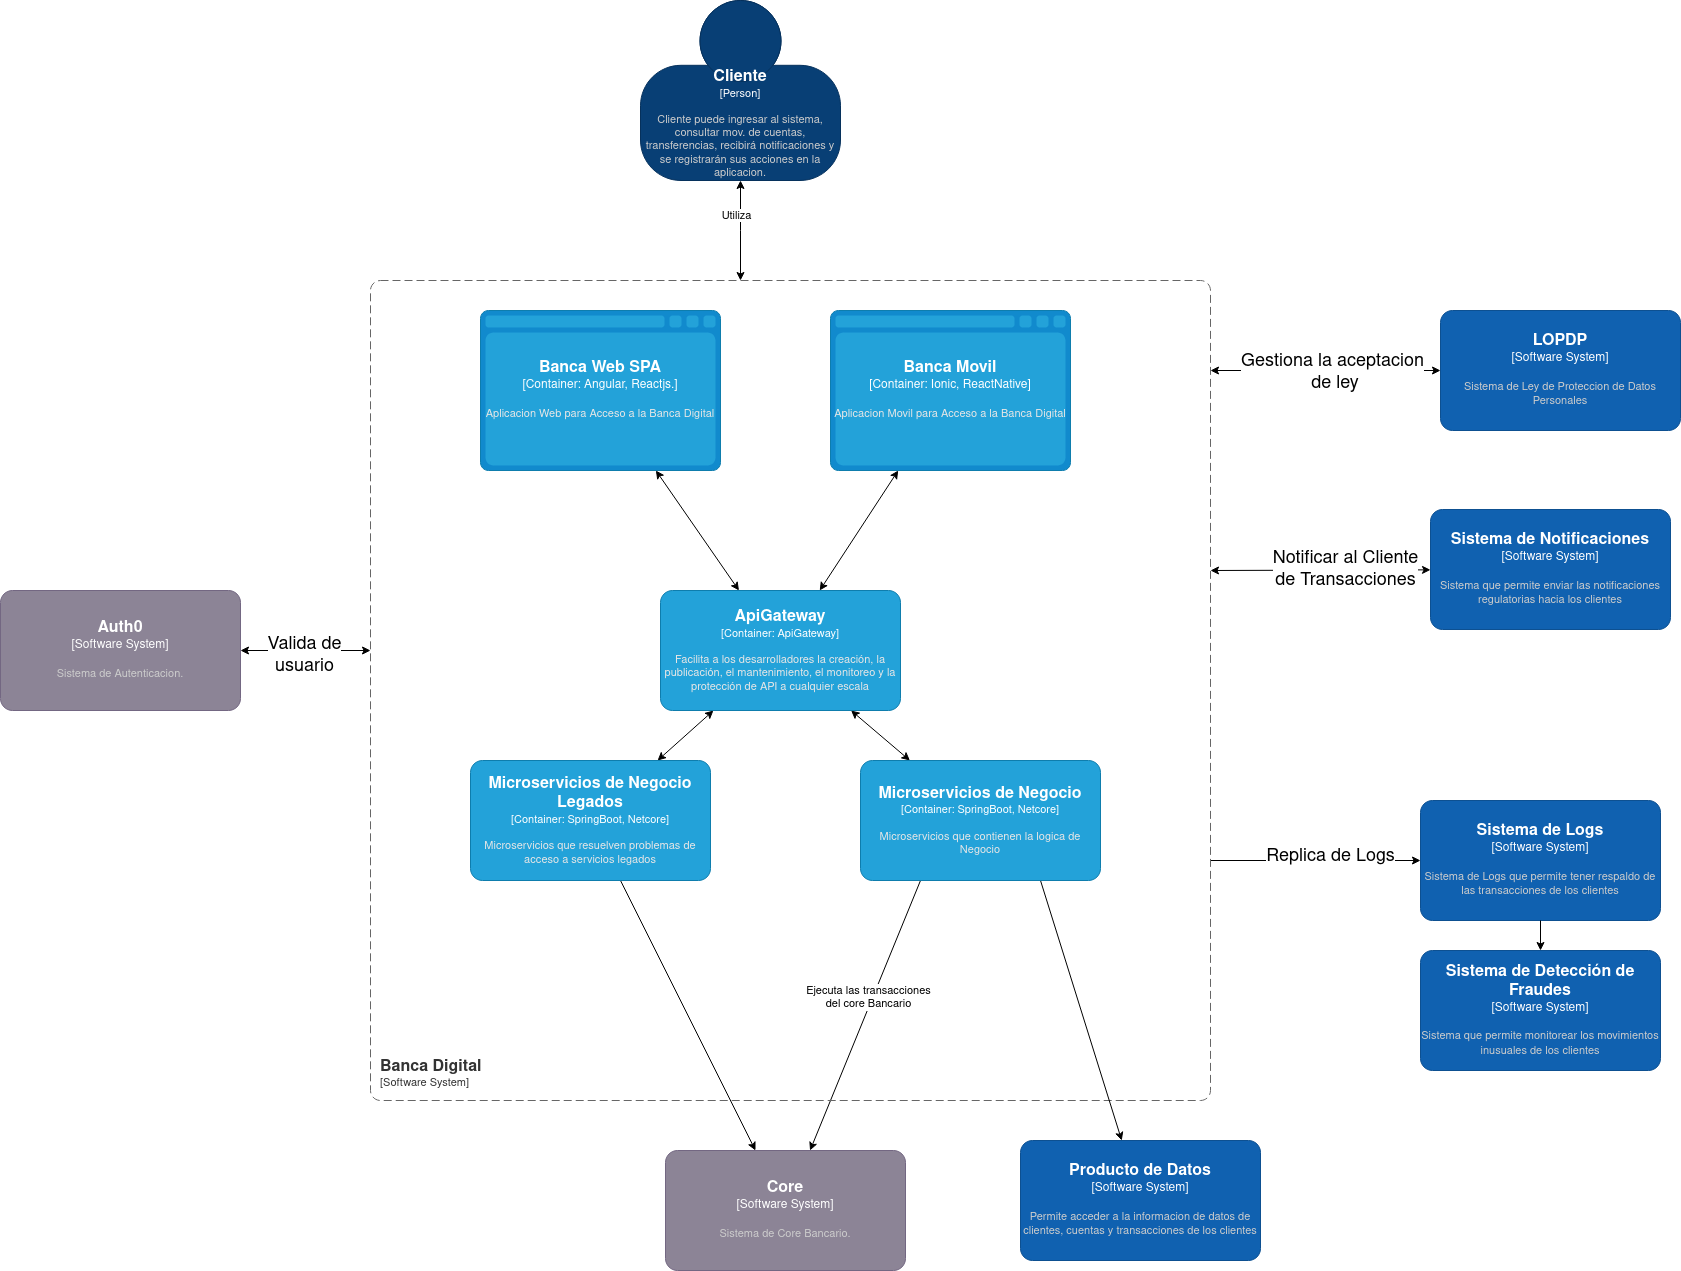 Cliente
[Person]
Cliente puede ingresar al sistema,
consultar mov. de cuentas,
transferencias, recibirá notificaciones y
se registrarán sus acciones en la
aplicacion.
Utiliza
Banca Web SPA
[Container: Angular, Reactjs.]
Aplicacion Web para Acceso a la Banca Digital
Banca Movil
[Container: Ionic, ReactNative]
Aplicacion Movil para Acceso a la Banca Digital
Gestiona la aceptacion
de ley
LOPDP
[Software System]
Sistema de Ley de Proteccion de Datos
Personales
Notificar al Cliente
de Transacciones
Sistema de Notificaciones
[Software System]
Sistema que permite enviar las notificaciones
regulatorias hacia los clientes
Auth0
[Software System]
Sistema de Autenticacion.
Valida de
usuario
ApiGateway
[Container: ApiGateway]
Facilita a los desarrolladores la creación, la
publicación, el mantenimiento, el monitoreo y la
protección de API a cualquier escala
Microservicios de Negocio
Legados
[Container: SpringBoot, Netcore]
Microservicios que resuelven problemas de
acceso a servicios legados
Microservicios de Negocio
[Container: SpringBoot, Netcore]
Microservicios que contienen la logica de
Negocio
Replica de Logs
Sistema de Logs
[Software System]
Sistema de Logs que permite tener respaldo de
las transacciones de los clientes
Sistema de Detección de
Fraudes
[Software System]
Sistema que permite monitorear los movimientos
inusuales de los clientes
Ejecuta las transacciones
del core Bancario
Banca Digital
[Software System]
Core
[Software System]
Sistema de Core Bancario.
Producto de Datos
[Software System]
Permite acceder a la informacion de datos de
clientes, cuentas y transacciones de los clientes